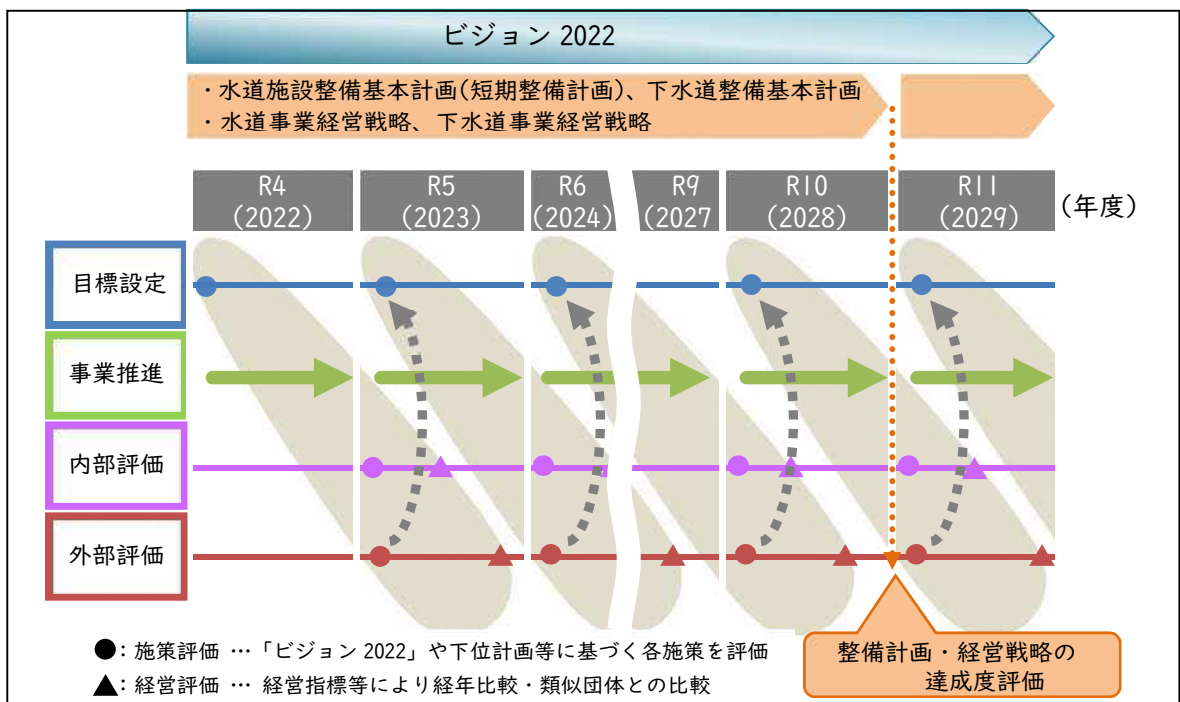 ビジョン 2022
・水道施設整備基本計画(短期整備計画)、下水道整備基本計画
・水道事業経営戦略、下水道事業経営戦略
R4 R5 R6 R9 R10 R11
(2022) (2023) (2024) (2027 (2028) (2029) (年度)
目標設定
事業推進
内部評価
外部評価
●: 施策評価 …「ビジョン 2022」や下位計画等に基づく各施策を評価
▲: 経営評価 … 経営指標等により経年比較・類似団体との比較
整備計画・経営戦略の
達成度評価